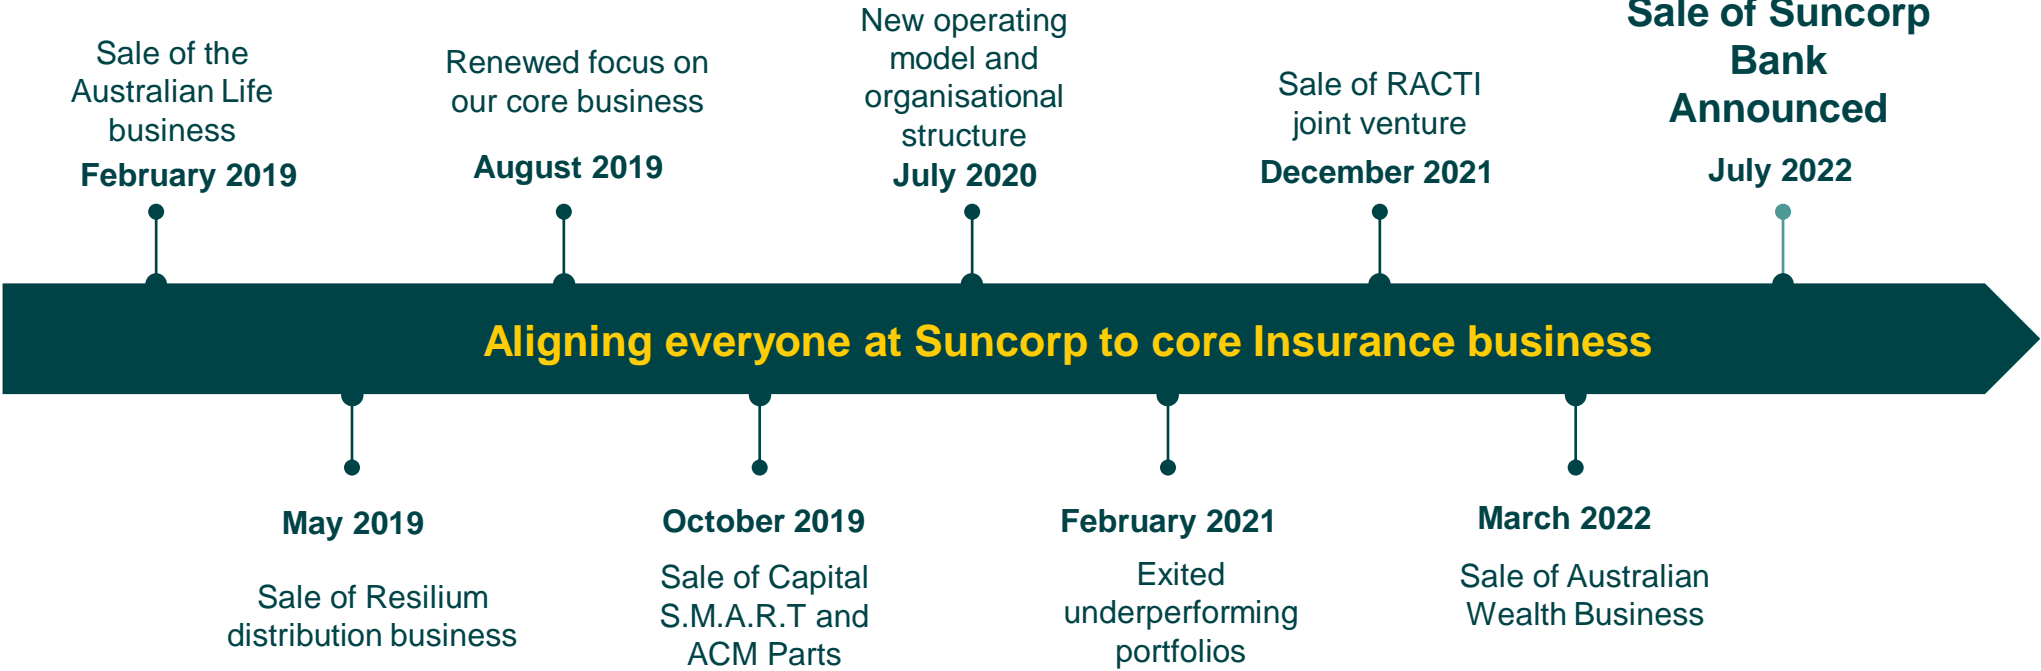 Sale of the
Australian Life
business
February 2019
Renewed focus on
our core business
August 2019
New operating
model and
organisational
structure
July 2020
Sale of RACTI
joint venture
December 2021
Sale of Suncorp
Bank
Announced
July 2022
Aligning everyone at Suncorp to core Insurance business
May 2019
Sale of Resilium
distribution business
October 2019
Sale of Capital
S.M.A.R.T and
ACM Parts
February 2021
Exited
underperforming
portfolios
March 2022
Sale of Australian
Wealth Business